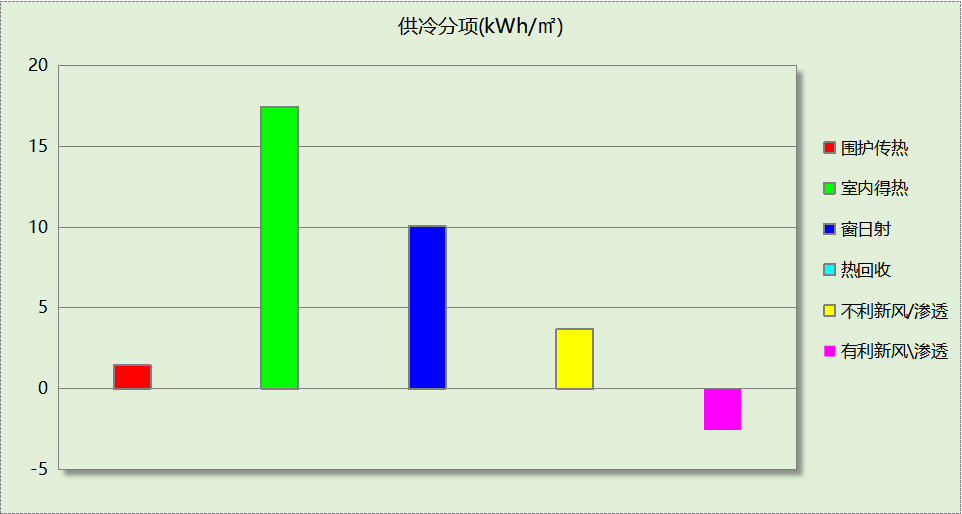 供冷分项(kWh/㎡)
20
15
10
5
0
-5
围护传热
室内得热
窗日射
热回收
不利新风/渗透
有利新风\渗透